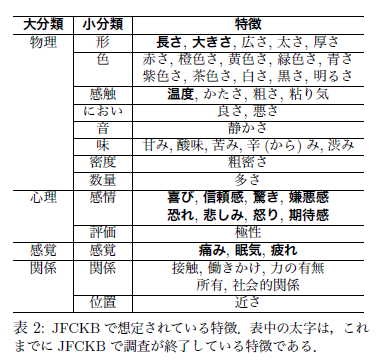 大分類 小分類 特徴
物理 形 長さ, 大きさ, 広さ, 太さ, 厚さ
色 赤さ, 橙色さ, 黄色さ, 緑色さ, 青さ
紫色さ, 茶色さ, 白さ, 黒さ, 明るさ
感触 温度, かたさ, 粗さ, 粘り気
におい 良さ, 悪さ
音 静かさ
味 甘み, 酸味, 苦み, 辛 (から) み, 渋み
密度 粗密さ
数量 多さ
心理 感情 喜び, 信頼感, 驚き, 嫌悪感
恐れ, 悲しみ, 怒り, 期待感
評価 極性
感覚 感覚 痛み, 眠気, 疲れ
関係 関係 接触, 働きかけ, 力の有無
所有, 社会的関係
位置 近さ
表 2: JFCKB で想定されている特徴. 表中の太字は, これ
までに JFCKB で調査が終了している特徴である.